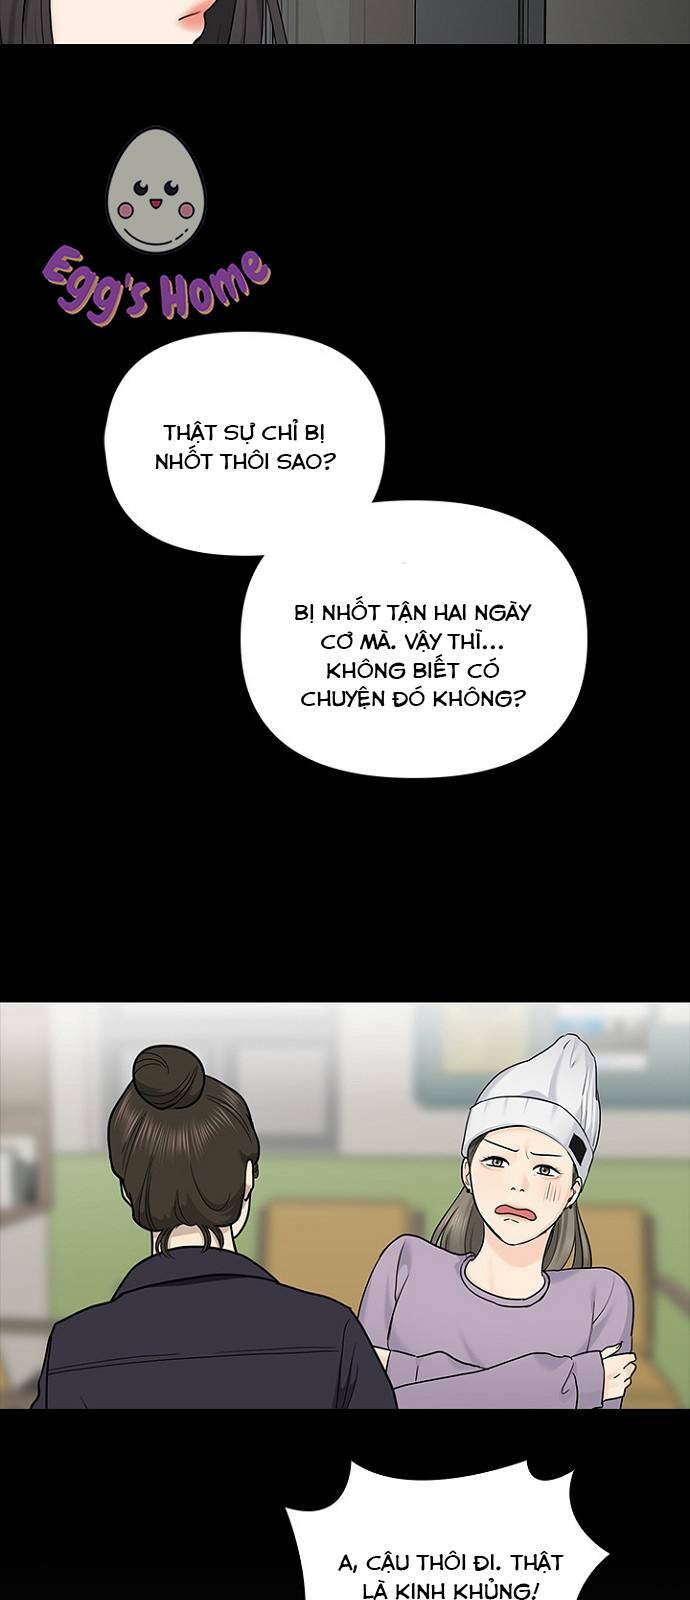 Egg's Home
THẬT SỰ CHỈ BỊ
NHỐT THÔI SAO?
BỊ NHỐT TẬN HAI NGÀY
CƠ MÀ. VẬY THÌ...
KHÔNG BIẾT CÓ
CHUYỆN ĐÓ KHÔNG?
A, CẬU THÔI ĐI. THẬT
LÀ KINH KHỦNG!